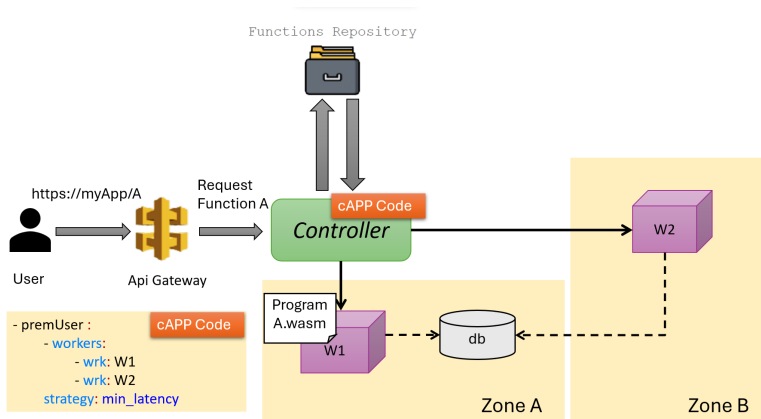 Functions Repository
https://myApp/A
Request
Function A
cAPP Code
Controller
W2
User
Api Gateway
Program
A.wasm
W1
db
- premUser :
cAPP Code
- workers:
- wrk: W1
- wrk: W2
strategy: min_latency
Zone A
Zone B